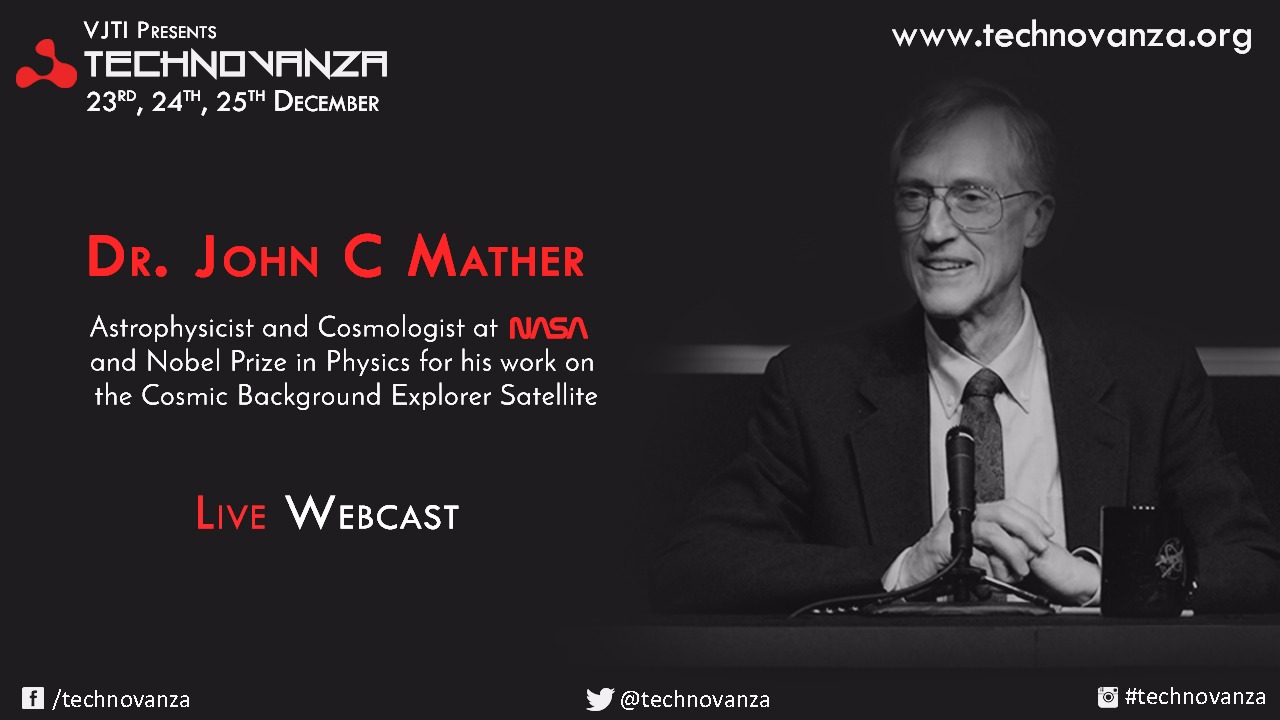 VJTI Presents
TECHNOVANZA
23RD, 24TH, 25TH December
www.technovanza.org
Dr. John C Mather
Astrophysicist and Cosmologist at NASA
and Nobel Prize in Physics for his work on
the Cosmic Background Explorer Satellite
Live Webcast
/technovanza
@technovanza
#technovanza